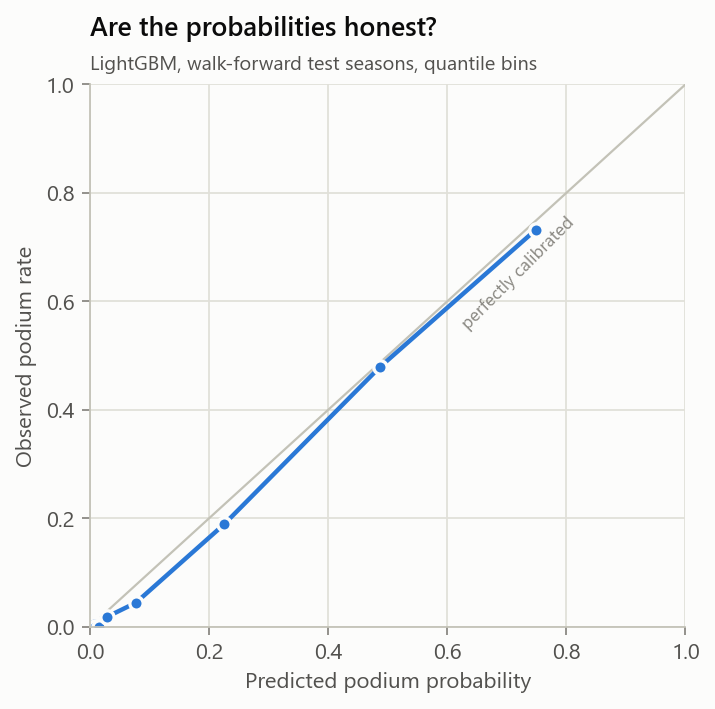 Are the probabilities honest?
LightGBM, walk-forward test seasons, quantile bins
1.0
0.8
0.6
0.4
0.2
0.0
Observed podium rate
perfectly calibrated
0.0 0.2 0.4 0.6 0.8 1.0
Predicted podium probability